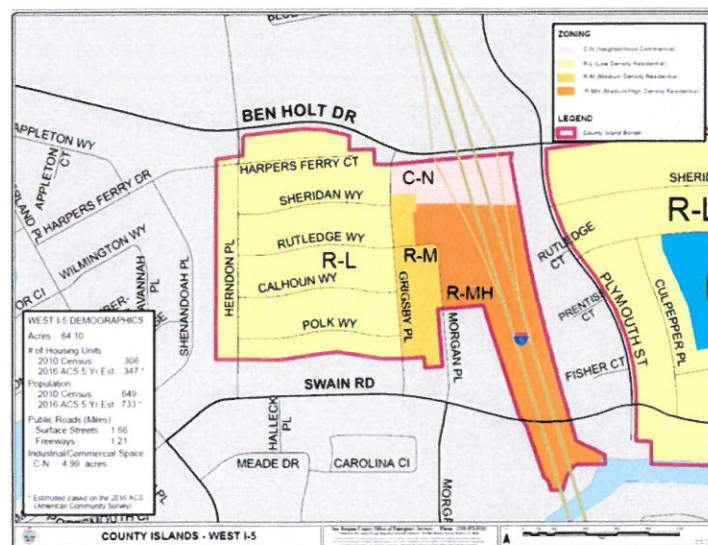 BEN HOLT DR
APPLETON WY
APPLETON CT
HARPERS FERRY DR
HARPERS FERRY CT
SHERIDAN WY
RUTLEDGE WY
CALHOUN WY
POLK WY
HERNDON PL
SHENANDOAH PL
WILMINGTON WY
R-L
R-M
C-N
R-MH
GRIGSBY PL
MORGAN PL
SWAIN RD
HALLECK PL
MEADE DR
CAROLINA CI
RUTLEDGE CT
PLYMOUTH ST
CULPEPPER PL
FISHER CT
ZONING
C-N (Neighborhood Commercial)
R-L (Low Density Residential)
R-M (Medium Density Residential)
R-MH (Medium/High Density Residential)
LEGEND
County Island Border
WEST I-5 DEMOGRAPHICS
Acres 64.10
# of Housing Units
2010 Census 308
2016 ACS 5 Yr Est 347 *
Population
2010 Census 649
2016 ACS 5 Yr Est 733 *
Public Roads (Miles)
Surface Streets 1.66
Freeways 1.21
Industrial/Commercial Space
C-N 4.99 acres
* Estimated based on the 2016 ACS
(American Community Survey)
COUNTY ISLANDS - WEST I-5